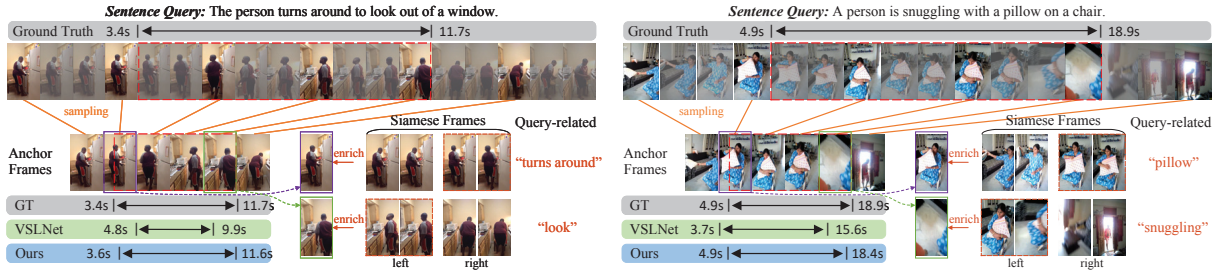 Sentence Query: The person turns around to look out of a window.
Ground Truth 3.4s 11.7s
sampling
Siamese Frames Query-related
Anchor Frames
enrich "turns around"
GT 3.4s 11.7s
VSLNet 4.8s 9.9s
enrich "look"
Ours 3.6s 11.6s
left right
Sentence Query: A person is snuggling with a pillow on a chair.
Ground Truth 4.9s 18.9s
sampling
Siamese Frames Query-related
Anchor Frames
enrich "pillow"
GT 4.9s 18.9s
VSLNet 3.7s 15.6s
enrich "snuggling"
Ours 4.9s 18.4s
left right